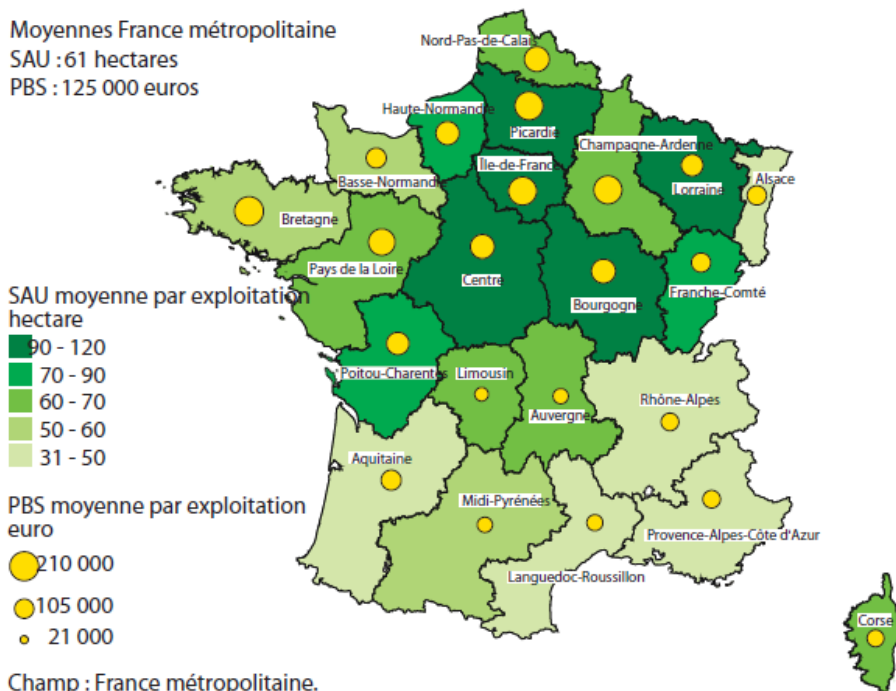 Moyennes France métropolitaine
SAU : 61 hectares
PBS : 125 000 euros
Nord-Pas-de-Calais
Haute-Normandie
Picardie
Champagne-Ardenne
Basse-Normandie
Île-de-France
Lorraine
Alsace
Bretagne
Pays de la Loire
Centre
Bourgogne
Franche-Comté
SAU moyenne par exploitation
hectare
90 - 120
70 - 90
60 - 70
50 - 60
31 - 50
Poitou-Charentes
Limousin
Auvergne
Rhône-Alpes
Aquitaine
Midi-Pyrénées
Provence-Alpes-Côte d'Azur
Languedoc-Roussillon
PBS moyenne par exploitation
euro
210 000
105 000
21 000
Corse
Champ : France métropolitaine.